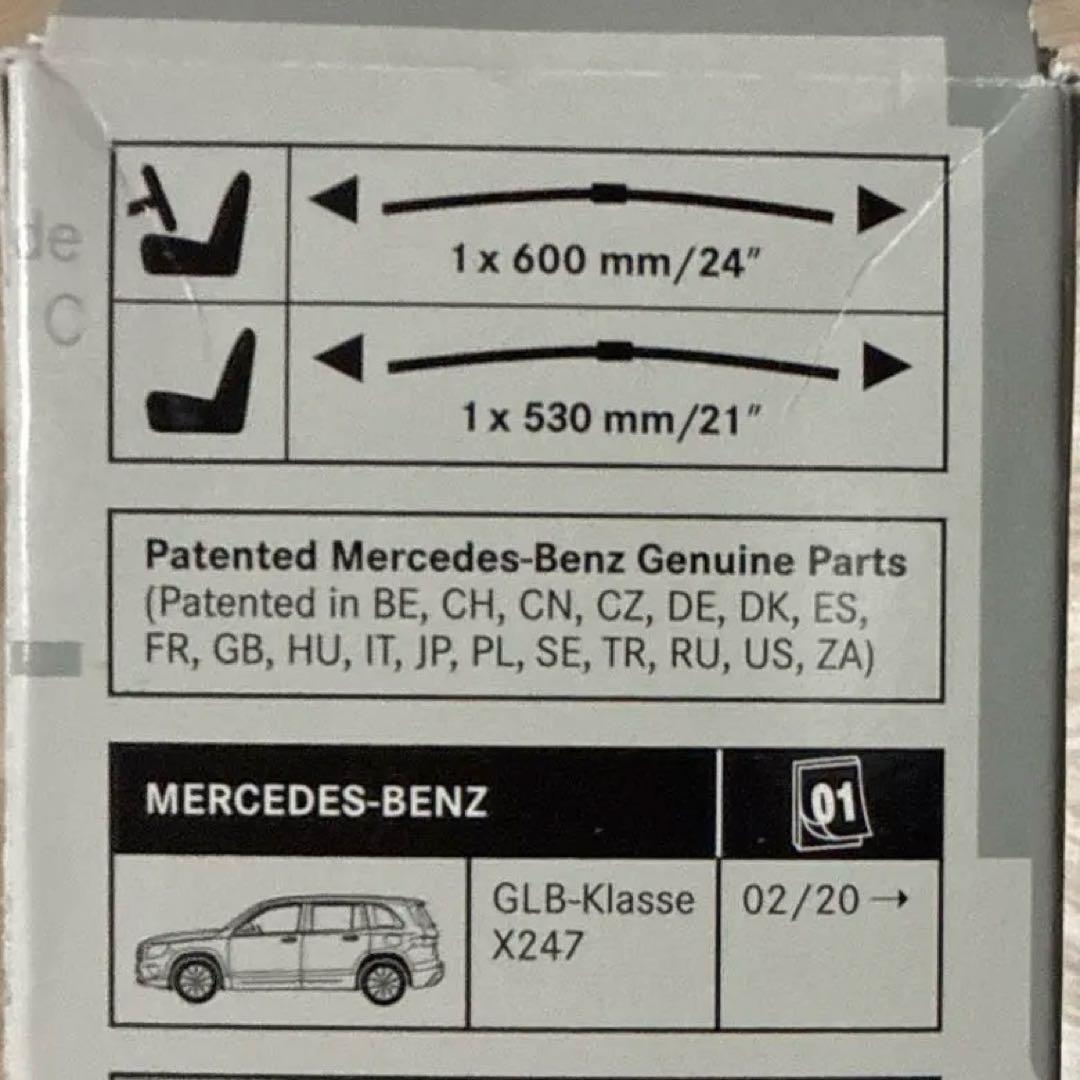 de
C
1 x 600 mm/24"
1 x 530 mm/21"
Patented Mercedes-Benz Genuine Parts
(Patented in BE, CH, CN, CZ, DE, DK, ES,
FR, GB, HU, IT, JP, PL, SE, TR, RU, US, ZA)
MERCEDES-BENZ
01
GLB-Klasse
X247
02/20 →